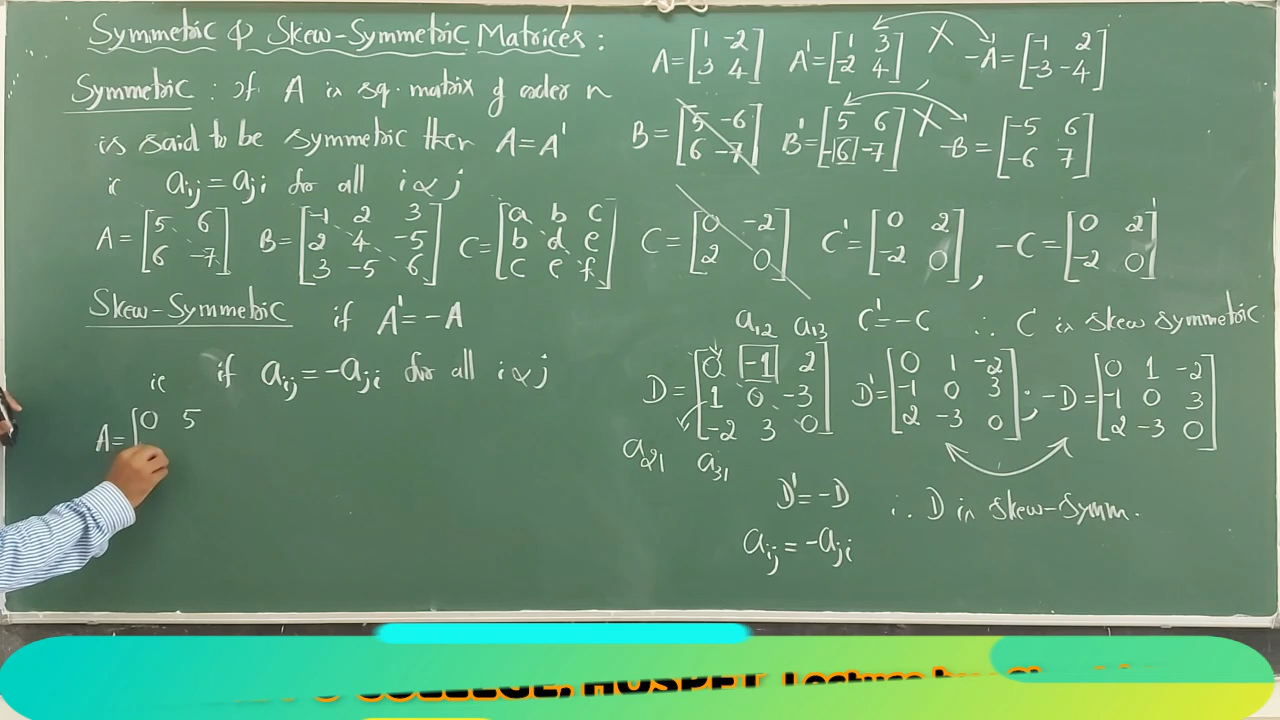 Symmetric & Skew-Symmetric Matrices :
Symmetric : If A is sq. matrix of order n
is said to be symmetric then A = A'
ie aij = aji for all i & j
A = [5 6; 6 -7] B = [-1 2 3; 2 4 -5; 3 -5 6] C = [a b c; b d e; c e f]
Skew-Symmetric if A' = -A
ie if aij = -aji for all i & j
A = [0 5
A = [1 -2; 3 4] A' = [1 3; -2 4] , X -A = [-1 2; -3 -4]
B = [5 -6; 6 -7] B' = [5 6; -6 -7] X -B = [-5 6; -6 7]
C = [0 -2; 2 0] C' = [0 2; -2 0] , -C = [0 2; -2 0]'
a12 a13 C' = -C ∴ C is skew symmetric
D = [0 -1 2; 1 0 -3; -2 3 0] D' = [0 1 -2; -1 0 3; 2 -3 0] ; -D = [0 1 -2; -1 0 3; 2 -3 0]
a21 a31
D' = -D ∴ D is skew-symm.
aij = -aji
COLLEGE, HOSPET